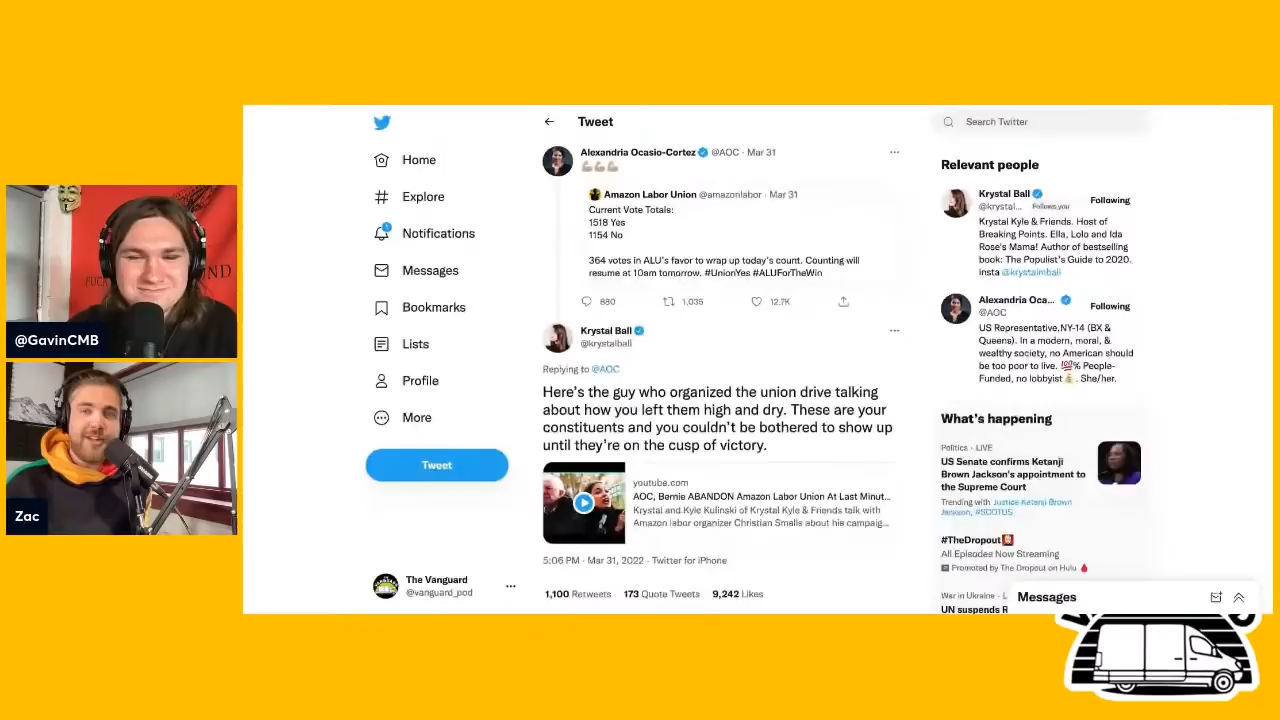 @GavinCMB
Zac
Home
Explore
Notifications
Messages
Bookmarks
Lists
Profile
More
Tweet
The Vanguard
@vanguard_pod
Tweet
Alexandria Ocasio-Cortez @AOC · Mar 31
Amazon Labor Union @amazonlabor · Mar 31
Current Vote Totals:
1518 Yes
1154 No
364 votes in ALU's favor to wrap up today's count. Counting will
resume at 10am tomorrow. #UnionYes #ALUForTheWin
880 1,035 12.7K
Krystal Ball
@krystalball
Replying to @AOC
Here's the guy who organized the union drive talking
about how you left them high and dry. These are your
constituents and you couldn't be bothered to show up
until they're on the cusp of victory.
youtube.com
AOC, Bernie ABANDON Amazon Labor Union At Last Minut...
Krystal and Kyle Kulinski of Krystal Kyle & Friends talk with
Amazon labor organizer Christian Smalls about his campaig...
5:06 PM · Mar 31, 2022 · Twitter for iPhone
1,100 Retweets 173 Quote Tweets 9,242 Likes
Search Twitter
Relevant people
Krystal Ball
@krystal... Follows you
Following
Krystal Kyle & Friends. Host of
Breaking Points. Ella, Lolo and Ida
Rose's Mama! Author of bestselling
book: The Populist's Guide to 2020.
insta @krystalmball
Alexandria Oca...
@AOC
Following
US Representative,NY-14 (BX &
Queens). In a modern, moral, &
wealthy society, no American should
be too poor to live. 💯% People-
Funded, no lobbyist💰. She/her.
What's happening
Politics · LIVE
US Senate confirms Ketanji
Brown Jackson's appointment to
the Supreme Court
Trending with Justice Ketanji Brown
Jackson, #SCOTUS
#TheDropout
All Episodes Now Streaming
Promoted by The Dropout on Hulu
War in Ukraine · L
UN suspends R
Messages